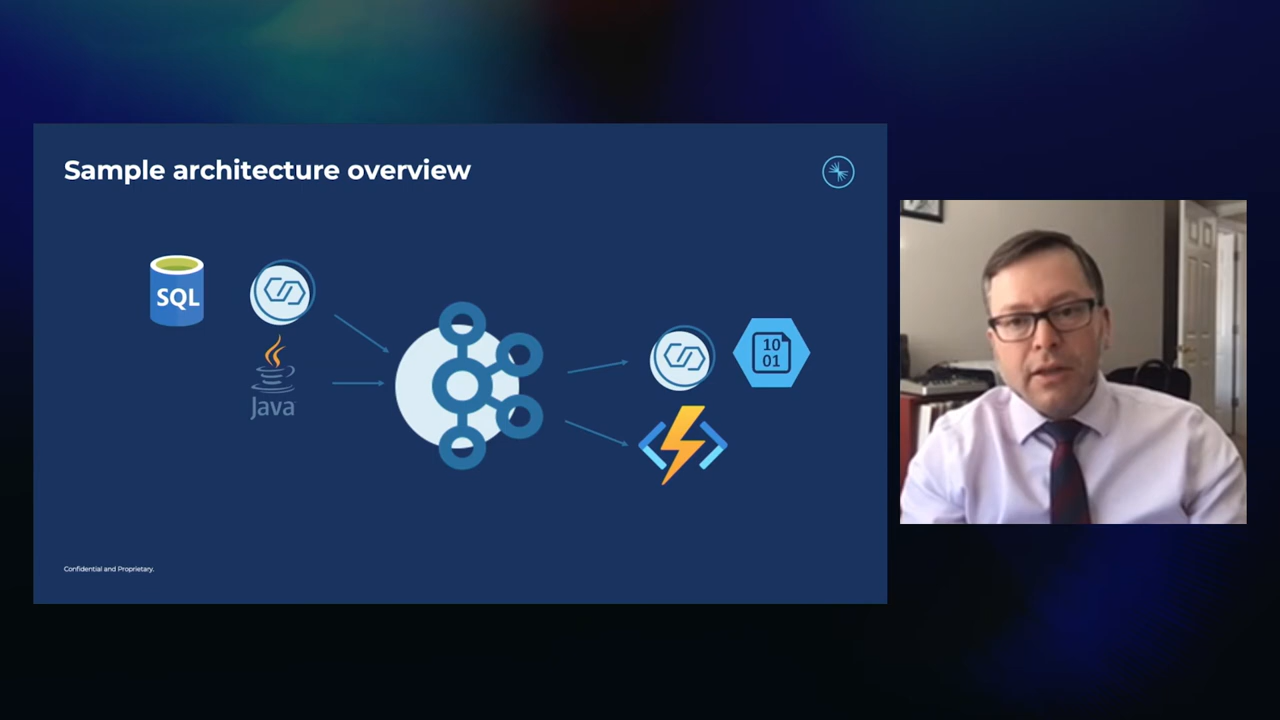 Sample architecture overview
SQL
Java
10
01
Confidential and Proprietary.